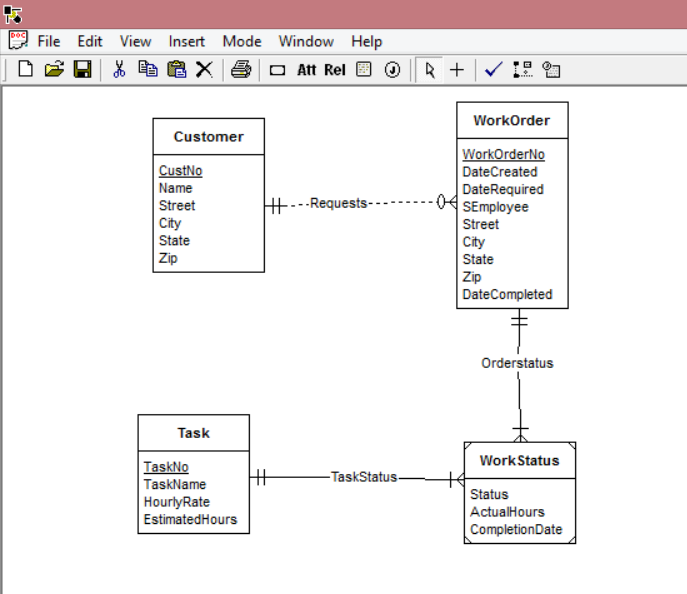 DOC File Edit View Insert Mode Window Help
Att Rel J
Customer
CustNo
Name
Street
City
State
Zip
Requests
WorkOrder
WorkOrderNo
DateCreated
DateRequired
SEmployee
Street
City
State
Zip
DateCompleted
Orderstatus
Task
TaskNo
TaskName
HourlyRate
EstimatedHours
TaskStatus
WorkStatus
Status
ActualHours
CompletionDate